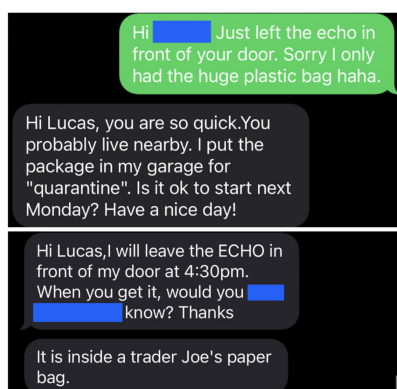 Hi Just left the echo in
front of your door. Sorry I only
had the huge plastic bag haha.
Hi Lucas, you are so quick.You
probably live nearby. I put the
package in my garage for
"quarantine". Is it ok to start next
Monday? Have a nice day!
Hi Lucas,I will leave the ECHO in
front of my door at 4:30pm.
When you get it, would you
know? Thanks
It is inside a trader Joe's paper
bag.